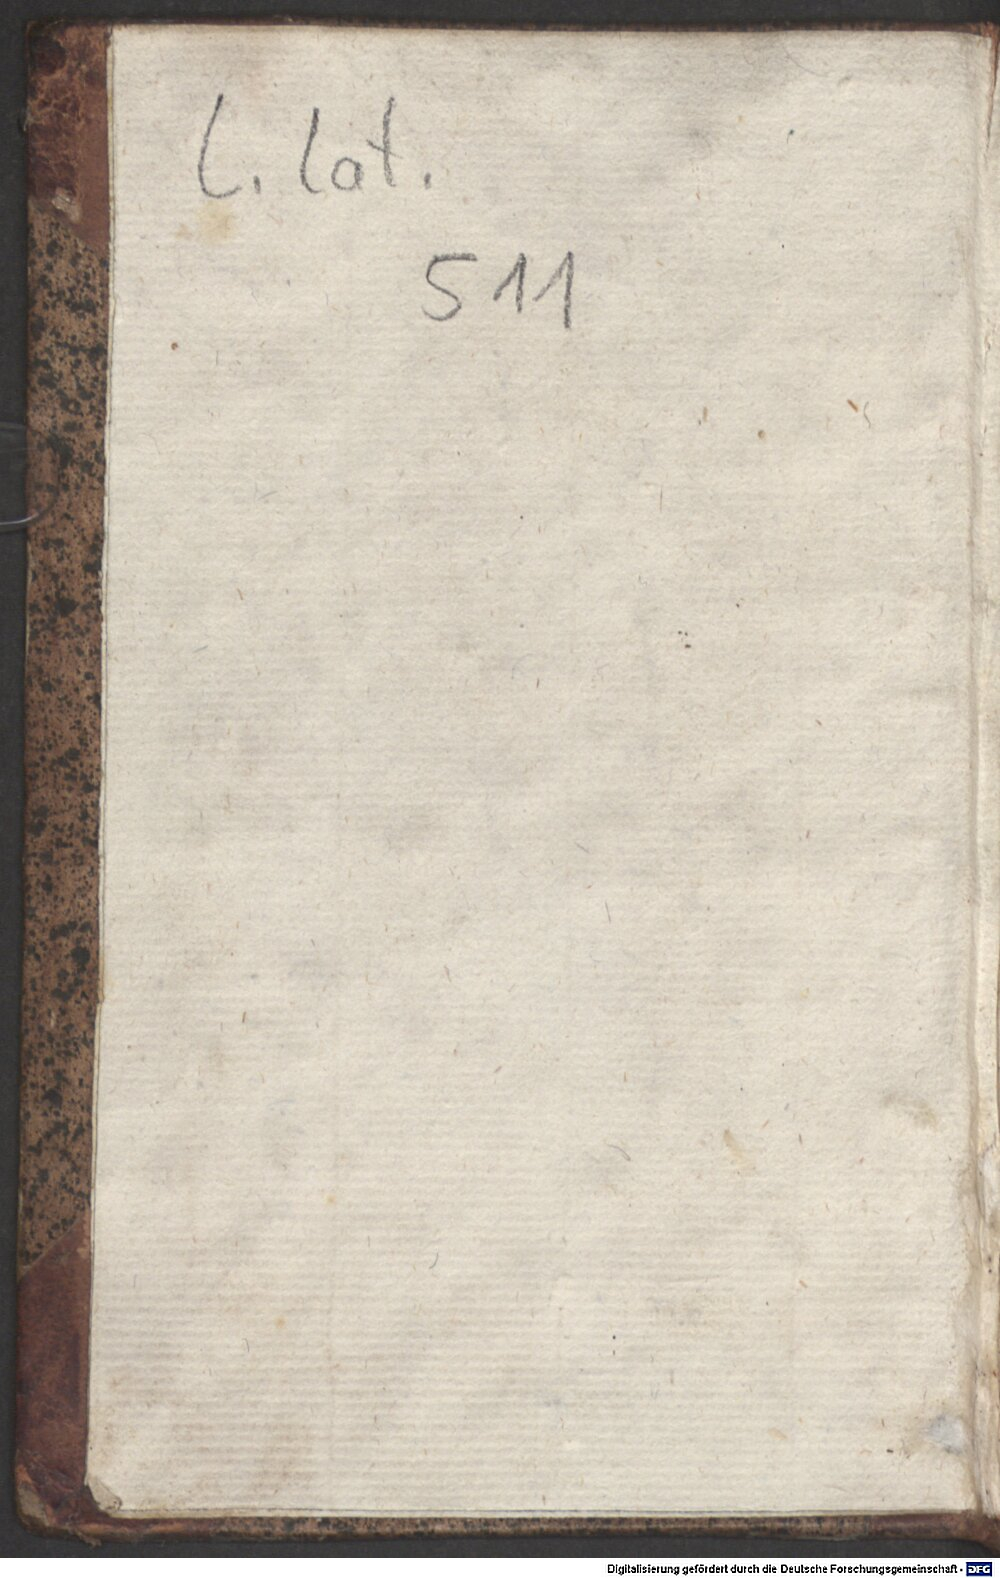 L. lat.
511
Digitalisierung gefördert durch die Deutsche Forschungsgemeinschaft - DFG